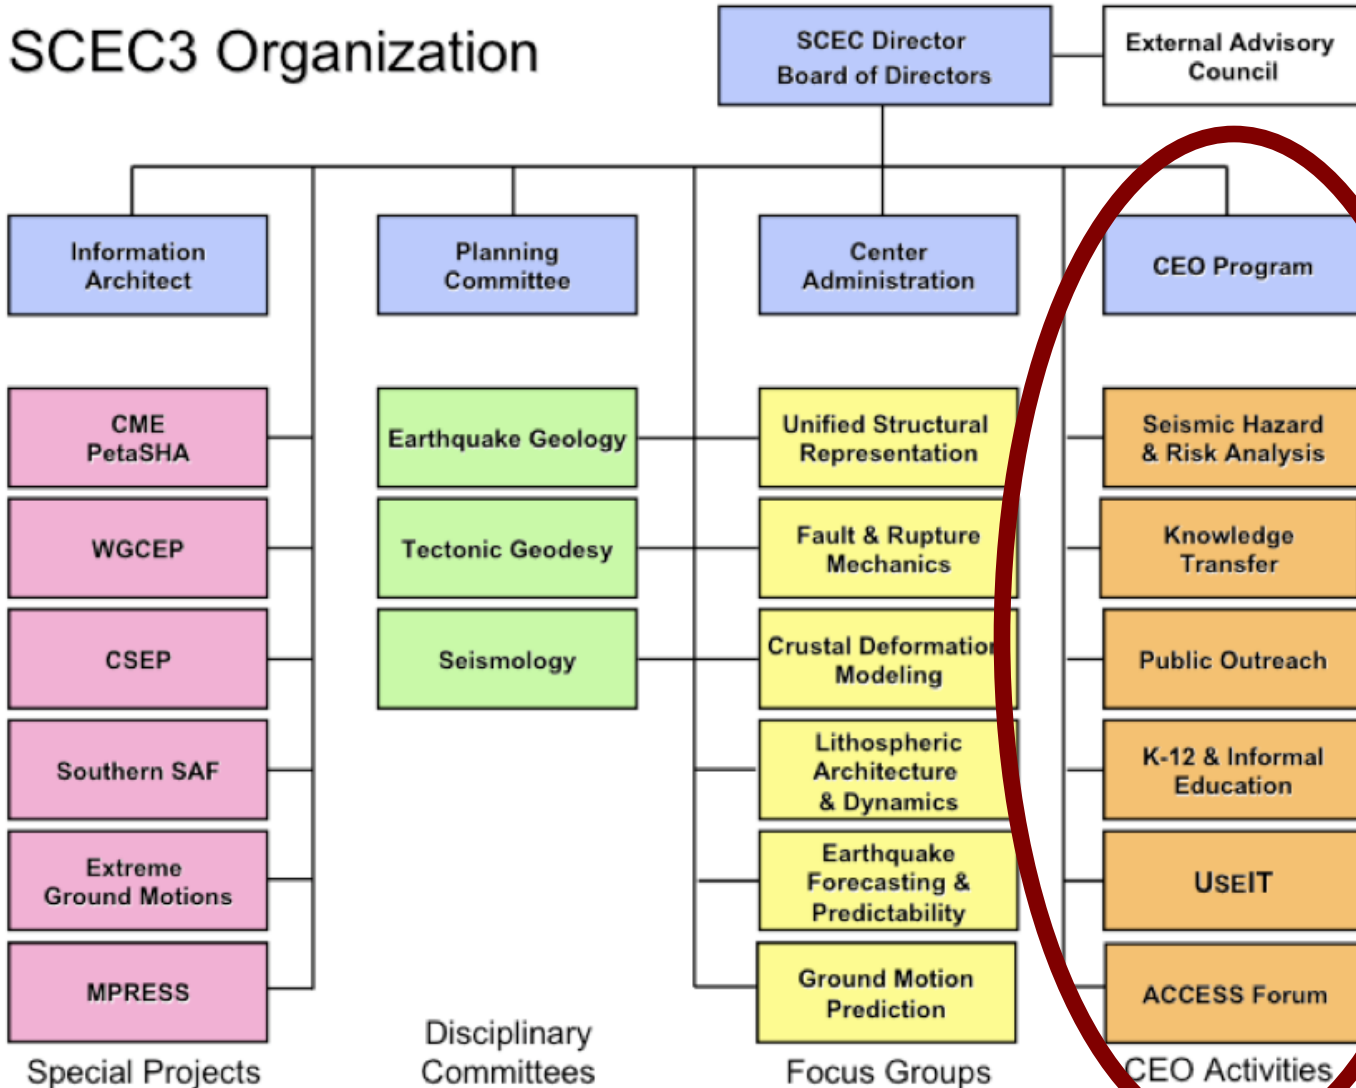 SCEC3 Organization
SCEC Director
Board of Directors
External Advisory
Council
Information
Architect
Planning
Committee
Center
Administration
CEO Program
CME
PetaSHA
WGCEP
CSEP
Southern SAF
Extreme
Ground Motions
MPRESS
Special Projects
Earthquake Geology
Tectonic Geodesy
Seismology
Disciplinary
Committees
Unified Structural
Representation
Fault & Rupture
Mechanics
Crustal Deformation
Modeling
Lithospheric
Architecture
& Dynamics
Earthquake
Forecasting &
Predictability
Ground Motion
Prediction
Focus Groups
Seismic Hazard
& Risk Analysis
Knowledge
Transfer
Public Outreach
K-12 & Informal
Education
USEIT
ACCESS Forum
CEO Activities